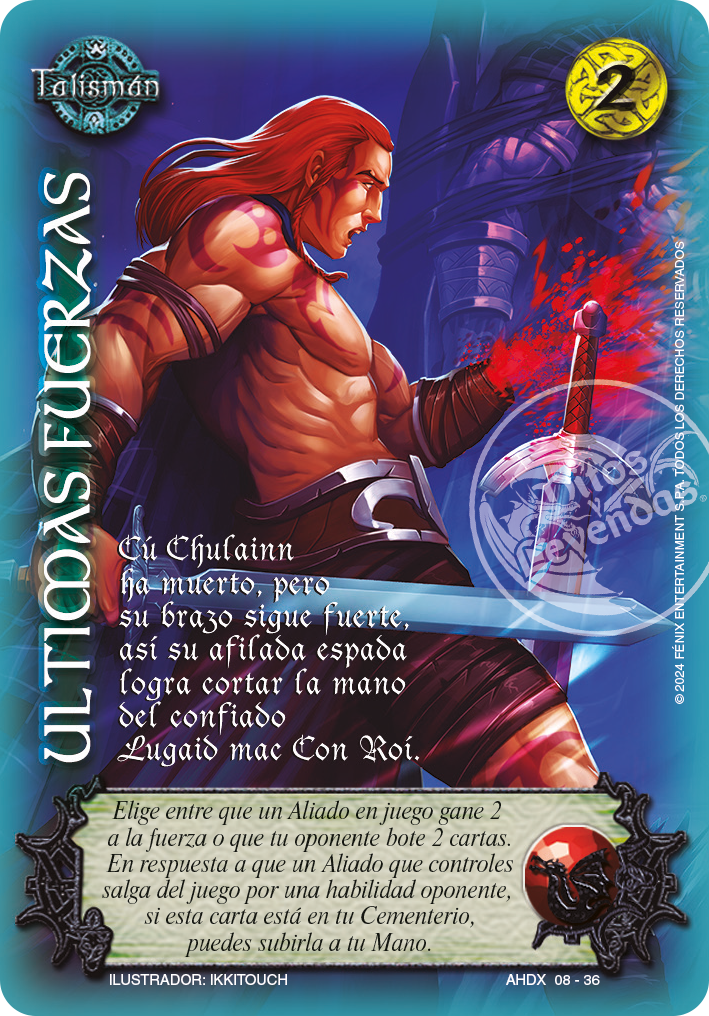 Talismán
2
ULTIMAS FUERZAS
Cú Chulainn
ha muerto, pero
su brazo sigue fuerte,
así su afilada espada
logra cortar la mano
del confiado
Lugaid mac Con Roí.
Elige entre que un Aliado en juego gane 2
a la fuerza o que tu oponente bote 2 cartas.
En respuesta a que un Aliado que controles
salga del juego por una habilidad oponente,
si esta carta está en tu Cementerio,
puedes subirla a tu Mano.
ILUSTRADOR: IKKITOUCH
AHDX 08 - 36
©2024 FÉNIX ENTERTAINMENT S.PA. TODOS LOS DERECHOS RESERVADOS
Mitos
y
Leyendas®